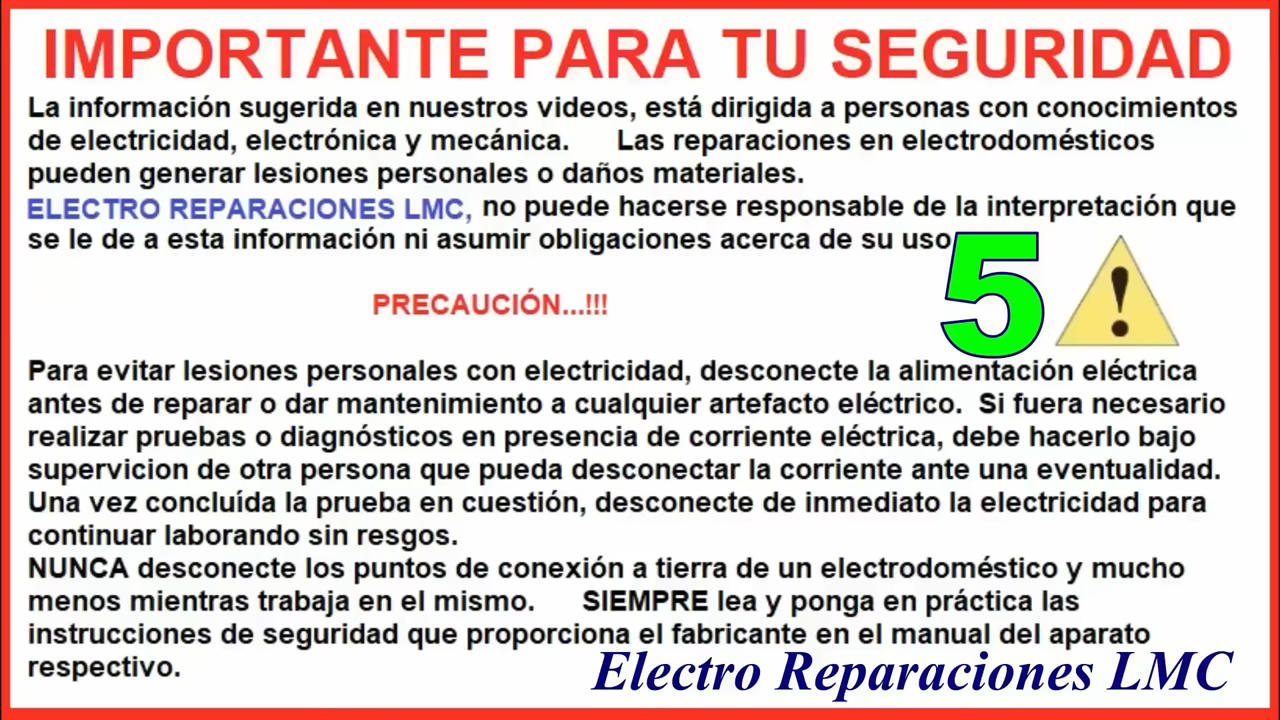 IMPORTANTE PARA TU SEGURIDAD
La información sugerida en nuestros videos, está dirigida a personas con conocimientos
de electricidad, electrónica y mecánica. Las reparaciones en electrodomésticos
pueden generar lesiones personales o daños materiales.
ELECTRO REPARACIONES LMC, no puede hacerse responsable de la interpretación que
se le de a esta información ni asumir obligaciones acerca de su uso
5
PRECAUCIÓN...!!!
Para evitar lesiones personales con electricidad, desconecte la alimentación eléctrica
antes de reparar o dar mantenimiento a cualquier artefacto eléctrico. Si fuera necesario
realizar pruebas o diagnósticos en presencia de corriente eléctrica, debe hacerlo bajo
supervicion de otra persona que pueda desconectar la corriente ante una eventualidad.
Una vez concluída la prueba en cuestión, desconecte de inmediato la electricidad para
continuar laborando sin resgos.
NUNCA desconecte los puntos de conexión a tierra de un electrodoméstico y mucho
menos mientras trabaja en el mismo. SIEMPRE lea y ponga en práctica las
instrucciones de seguridad que proporciona el fabricante en el manual del aparato
respectivo.
Electro Reparaciones LMC